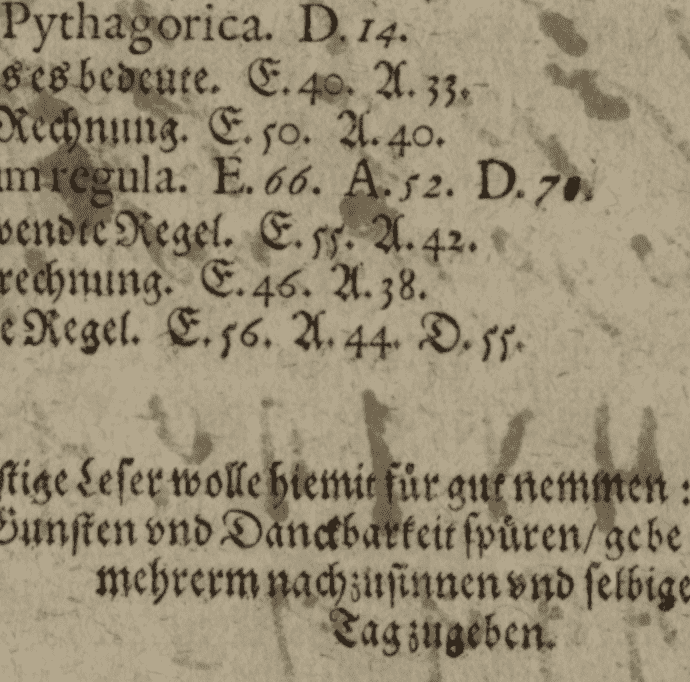 Pythagorica. D. 14.
s es bedeute. E. 40. A. 33.
Rechnung. E. 50. A. 40.
um regula. E. 66. A. 52. D. 70.
wendte Regel. E. 55. A. 42.
rechnung. E. 46. A. 38.
e Regel. E. 56. A. 44. D. 55.
stige Leser wolle hiemit für gut nemmen :
Gunsten vnd Danckbarkeit spüren/ gebe
mehrerm nachzusinnen vnd selbige
Tag zugeben.